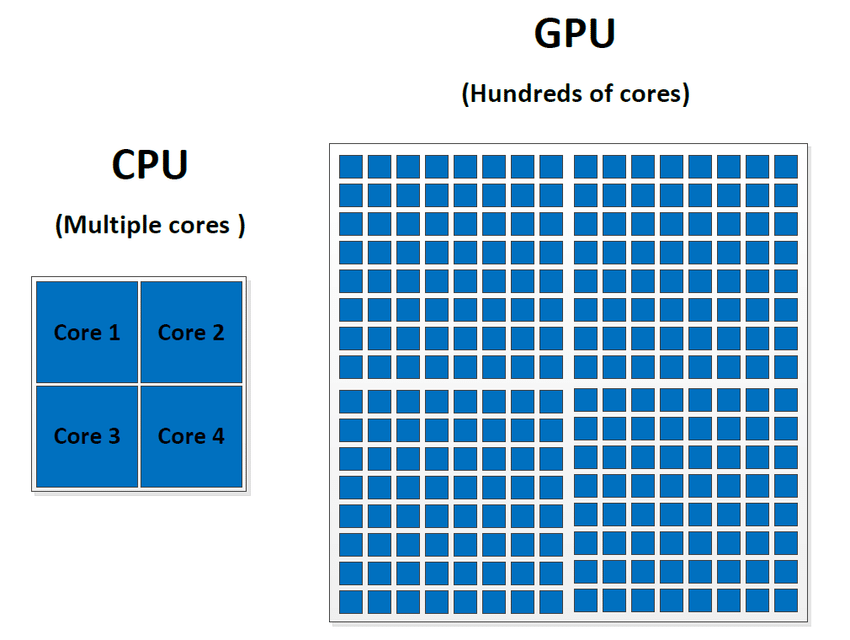 GPU
(Hundreds of cores)
CPU
(Multiple cores )
Core 1
Core 2
Core 3
Core 4